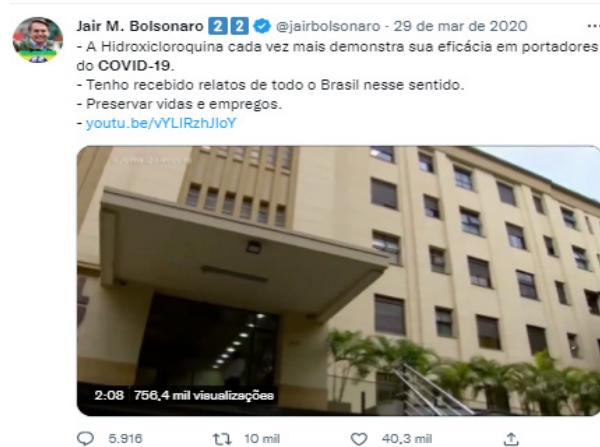 Jair M. Bolsonaro 2 2 @jairbolsonaro · 29 de mar de 2020 ...
- A Hidroxicloroquina cada vez mais demonstra sua eficácia em portadores
do COVID-19.
- Tenho recebido relatos de todo o Brasil nesse sentido.
- Preservar vidas e empregos.
- youtu.be/vYLIRzhJIoY
2:08 756,4 mil visualizações
5.916 10 mil 40,3 mil